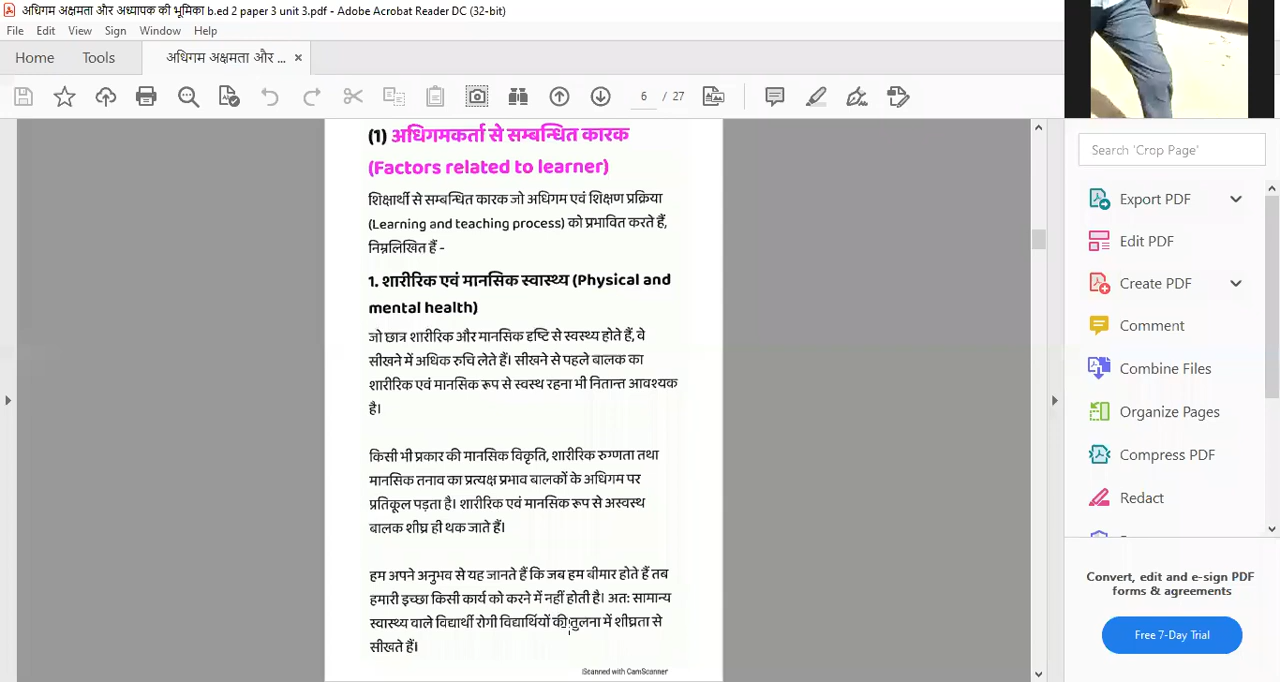 अधिगम अक्षमता और अध्यापक की भूमिका b.ed 2 paper 3 unit 3.pdf - Adobe Acrobat Reader DC (32-bit)
File Edit View Sign Window Help
Home Tools अधिगम अक्षमता और ... ×
6 / 27
(1) अधिगमकर्ता से सम्बन्धित कारक
(Factors related to learner)
शिक्षार्थी से सम्बन्धित कारक जो अधिगम एवं शिक्षण प्रक्रिया
(Learning and teaching process) को प्रभावित करते हैं,
निम्नलिखित हैं -
1. शारीरिक एवं मानसिक स्वास्थ्य (Physical and
mental health)
जो छात्र शारीरिक और मानसिक दृष्टि से स्वस्थ्य होते हैं, वे
सीखने में अधिक रुचि लेते हैं। सीखने से पहले बालक का
शारीरिक एवं मानसिक रूप से स्वस्थ रहना भी नितान्त आवश्यक
है।
किसी भी प्रकार की मानसिक विकृति, शारीरिक रुग्णता तथा
मानसिक तनाव का प्रत्यक्ष प्रभाव बालकों के अधिगम पर
प्रतिकूल पड़ता है। शारीरिक एवं मानसिक रूप से अस्वस्थ
बालक शीघ्र ही थक जाते हैं।
हम अपने अनुभव से यह जानते हैं कि जब हम बीमार होते हैं तब
हमारी इच्छा किसी कार्य को करने में नहीं होती है। अतः सामान्य
स्वास्थ्य वाले विद्यार्थी रोगी विद्यार्थियों की तुलना में शीघ्रता से
सीखते हैं।
iScanned with CamScanner
Search 'Crop Page'
Export PDF
Edit PDF
Create PDF
Comment
Combine Files
Organize Pages
Compress PDF
Redact
Convert, edit and e-sign PDF
forms & agreements
Free 7-Day Trial